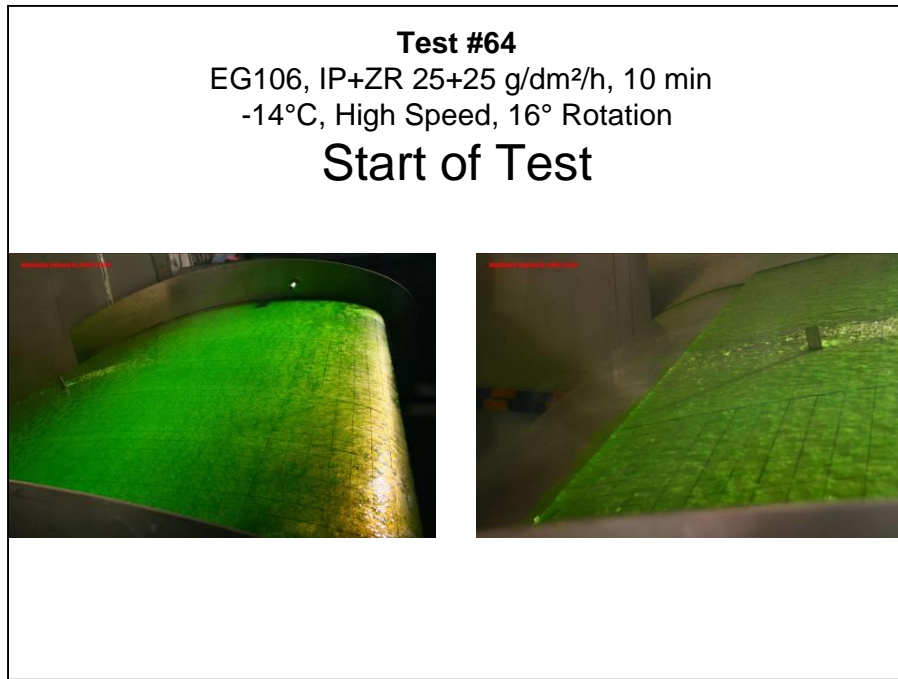 Test #64
EG106, IP+ZR 25+25 g/dm²/h, 10 min
-14°C, High Speed, 16° Rotation
Start of Test